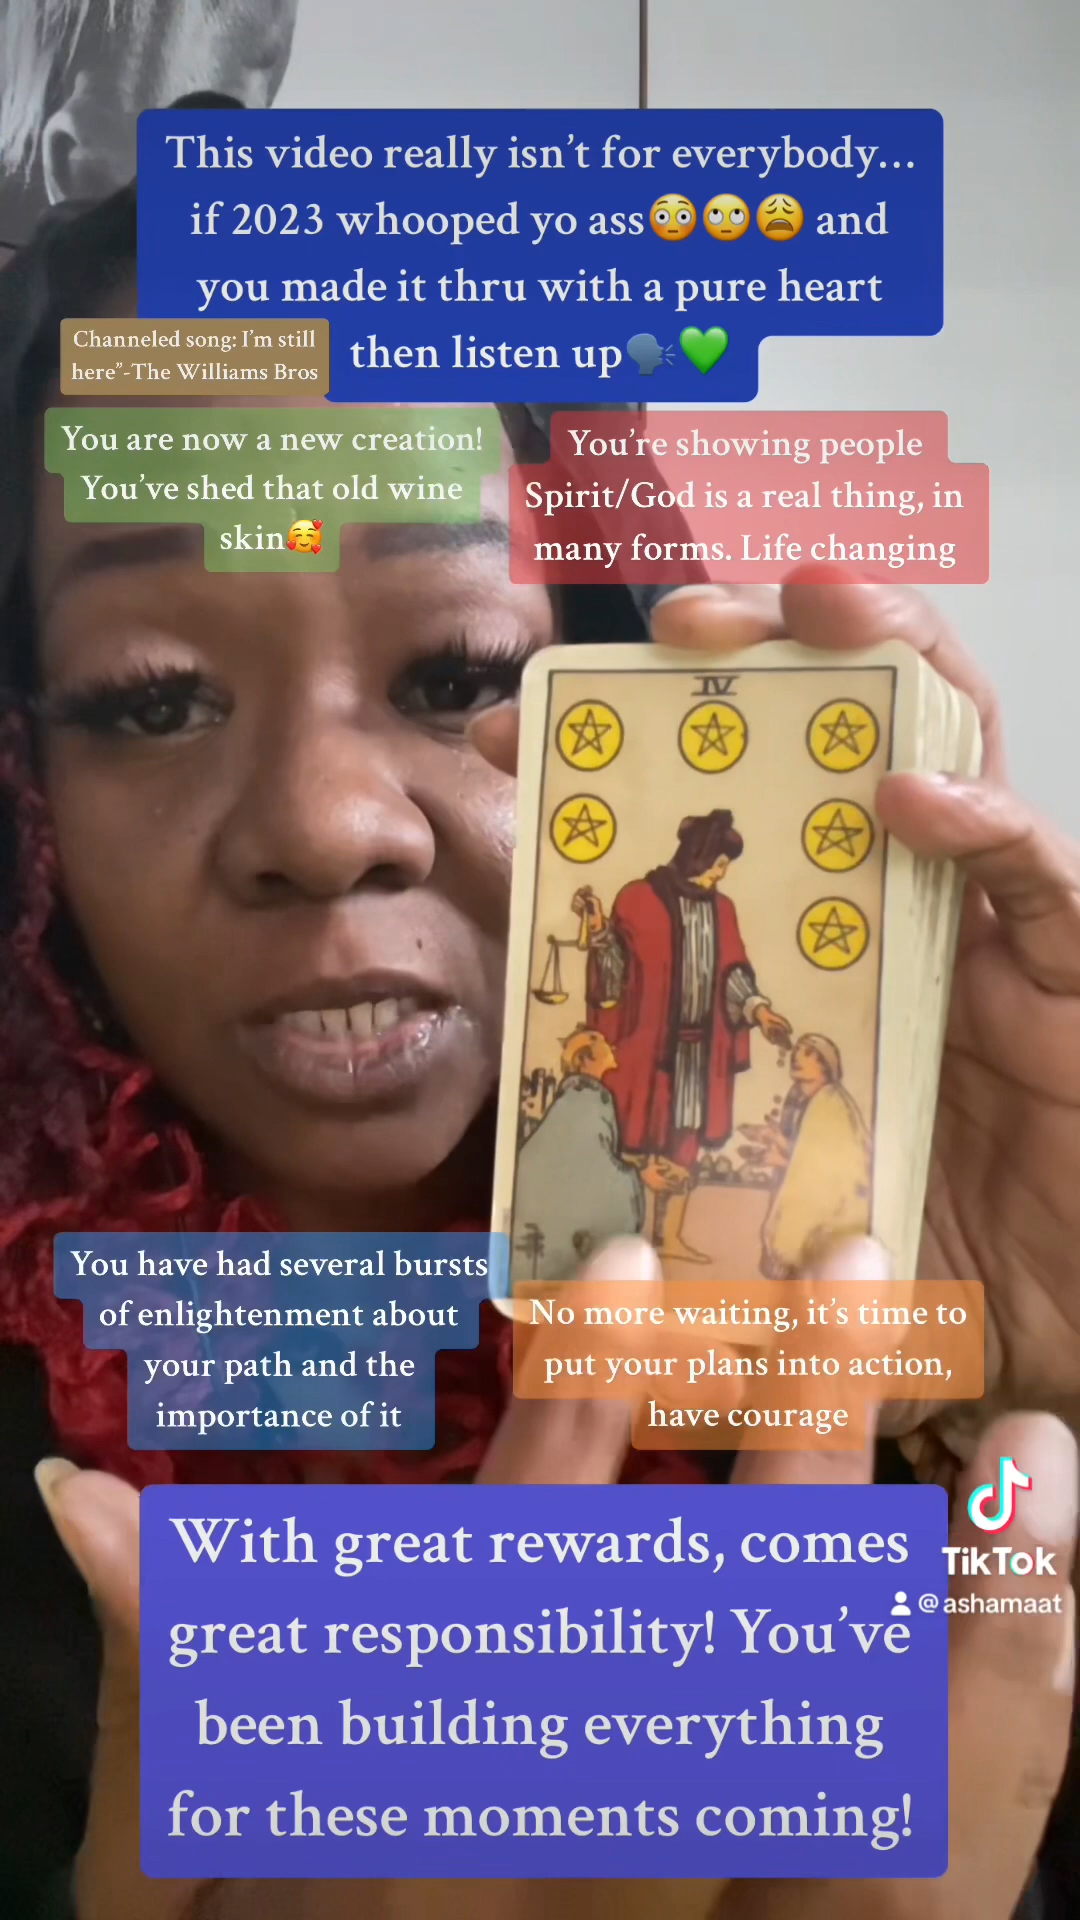 This video really isn't for everybody...
if 2023 whooped yo ass😳🙄😩 and
you made it thru with a pure heart
then listen up🗣️💚
Channeled song: I'm still
here"-The Williams Bros
You are now a new creation!
You've shed that old wine
skin🥰
You're showing people
Spirit/God is a real thing, in
many forms. Life changing
IV
You have had several bursts
of enlightenment about
your path and the
importance of it
No more waiting, it's time to
put your plans into action,
have courage
With great rewards, comes
great responsibility! You've
been building everything
for these moments coming!
TikTok
@ashamaat